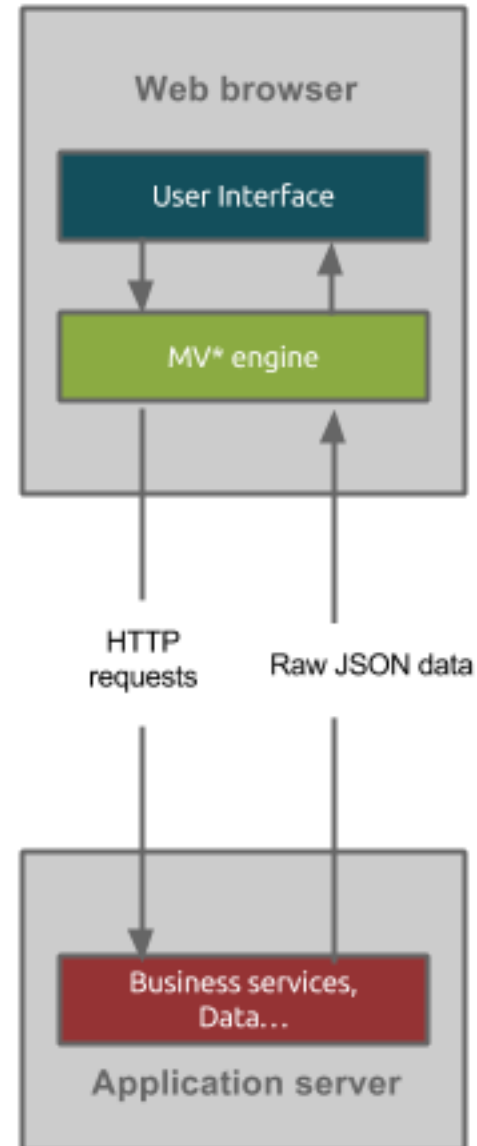 Web browser
User Interface
MV* engine
HTTP
requests
Raw JSON data
Business services,
Data…
Application server